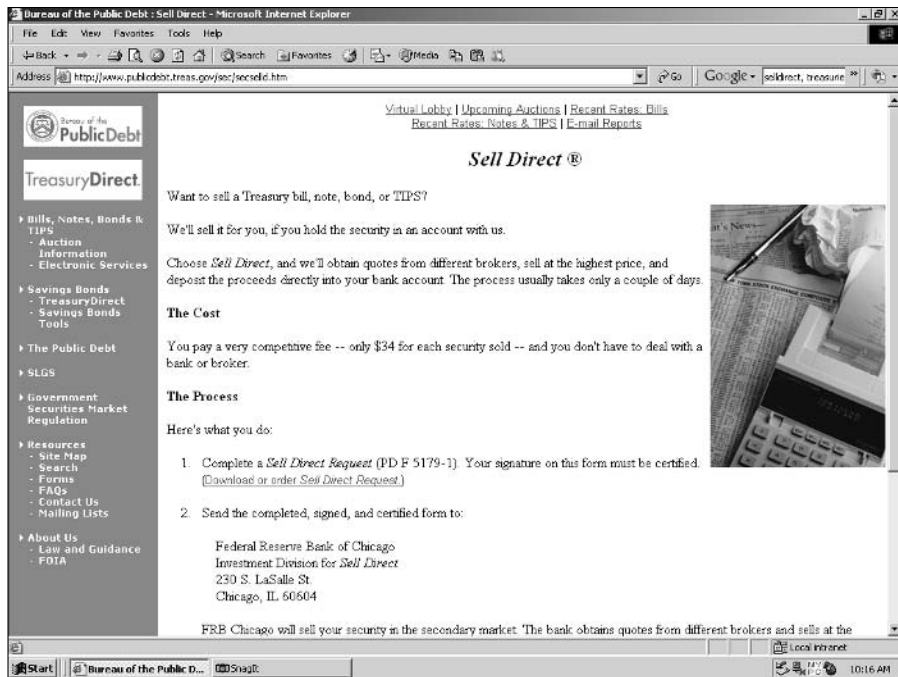 Bureau of the Public Debt : Sell Direct - Microsoft Internet Explorer
File Edit View Favorites Tools Help
Back Search Favorites Media
Address http://www.publicdebt.treas.gov/sec/secselld.htm Go Google selldirect, treasurie
Bureau of the
PublicDebt
TreasuryDirect.
Bills, Notes, Bonds &
TIPS
- Auction
Information
- Electronic Services
Savings Bonds
- TreasuryDirect
- Savings Bonds
Tools
The Public Debt
SLGS
Government
Securities Market
Regulation
Resources
- Site Map
- Search
- Forms
- FAQs
- Contact Us
- Mailing Lists
About Us
- Law and Guidance
- FOIA
Virtual Lobby | Upcoming Auctions | Recent Rates: Bills
Recent Rates: Notes & TIPS | E-mail Reports
Sell Direct ®
Want to sell a Treasury bill, note, bond, or TIPS?
We'll sell it for you, if you hold the security in an account with us.
Choose Sell Direct, and we'll obtain quotes from different brokers, sell at the highest price, and
deposit the proceeds directly into your bank account. The process usually takes only a couple of days.
The Cost
You pay a very competitive fee -- only $34 for each security sold -- and you don't have to deal with a
bank or broker.
The Process
Here's what you do:
1. Complete a Sell Direct Request (PD F 5179-1). Your signature on this form must be certified.
(Download or order Sell Direct Request.)
2. Send the completed, signed, and certified form to:
Federal Reserve Bank of Chicago
Investment Division for Sell Direct
230 S. LaSalle St.
Chicago, IL 60604
FRB Chicago will sell your security in the secondary market. The bank obtains quotes from different brokers and sells at the
NEW YORK STOCK EXCHANGE COMPOSITE
Local intranet
Start Bureau of the Public D... SnagIt 10:16 AM